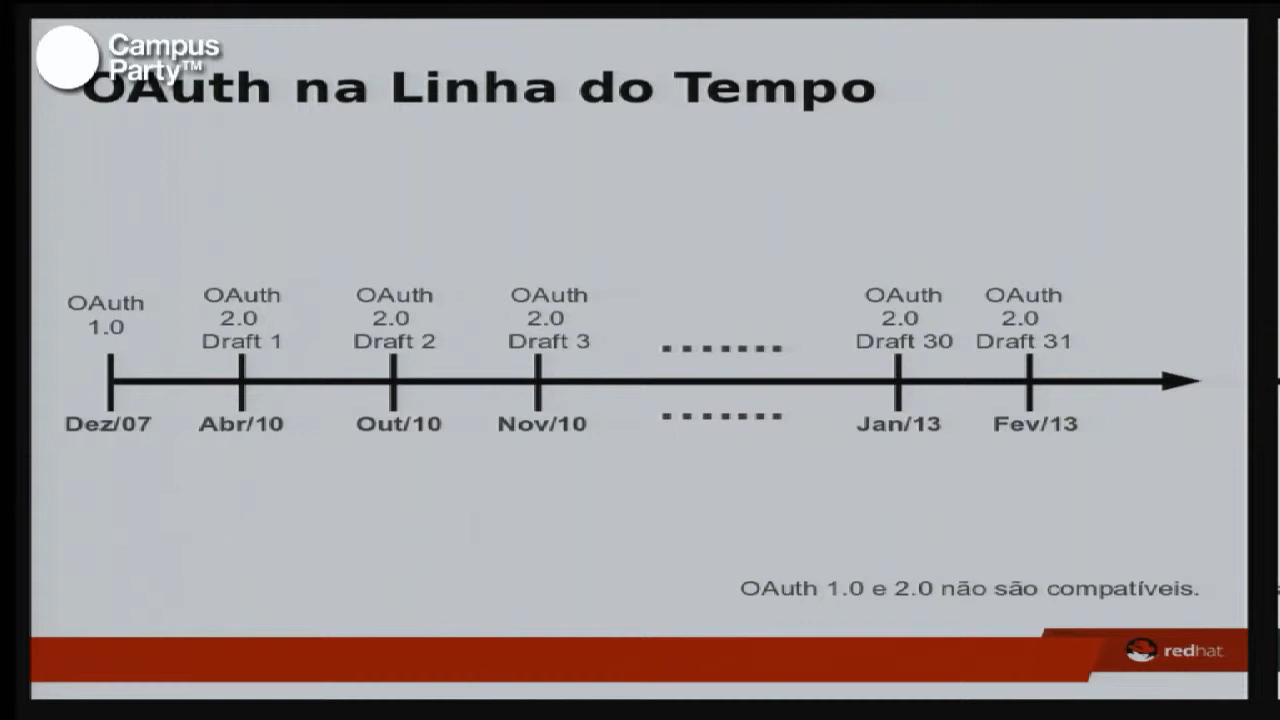 Campus
Party™
OAuth na Linha do Tempo
OAuth
1.0
OAuth
2.0
Draft 1
OAuth
2.0
Draft 2
OAuth
2.0
Draft 3
OAuth
2.0
Draft 30
OAuth
2.0
Draft 31
Dez/07
Abr/10
Out/10
Nov/10
Jan/13
Fev/13
OAuth 1.0 e 2.0 não são compatíveis.
redhat